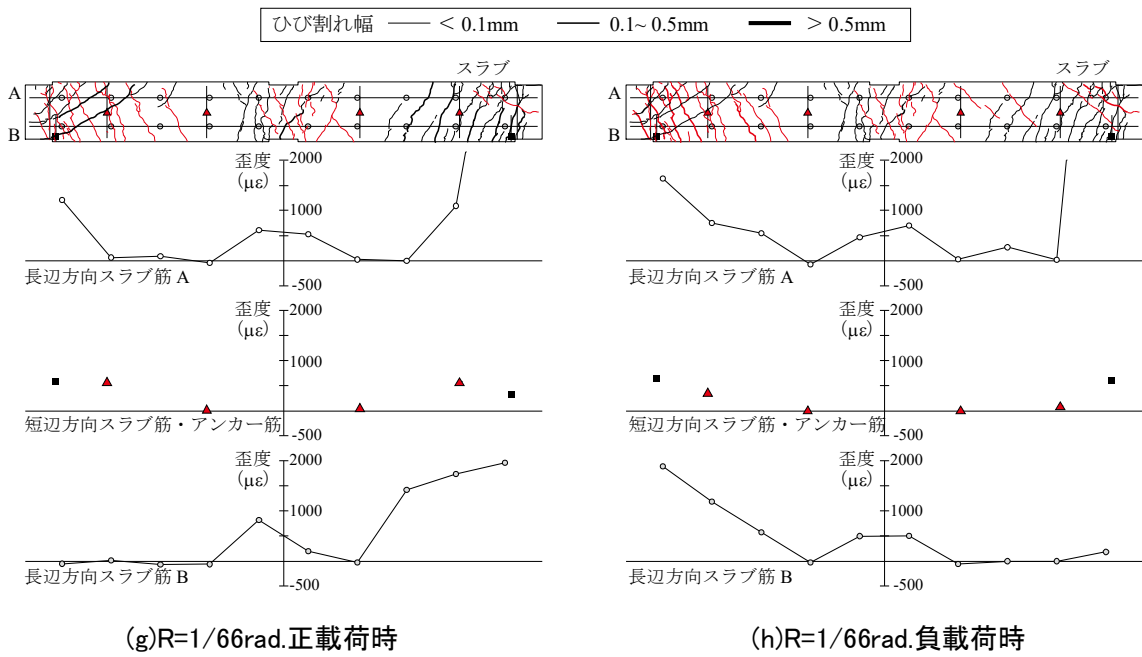 ひび割れ幅 < 0.1mm 0.1~ 0.5mm > 0.5mm
スラブ
A
B
歪度
(με)
2000
1000
-500
長辺方向スラブ筋 A
歪度
(με)
2000
1000
-500
短辺方向スラブ筋・アンカー筋
歪度
(με)
2000
1000
-500
長辺方向スラブ筋 B
(g)R=1/66rad.正載荷時
スラブ
A
B
歪度
(με)
2000
1000
-500
長辺方向スラブ筋 A
歪度
(με)
2000
1000
-500
短辺方向スラブ筋・アンカー筋
歪度
(με)
2000
1000
-500
長辺方向スラブ筋 B
(h)R=1/66rad.負載荷時